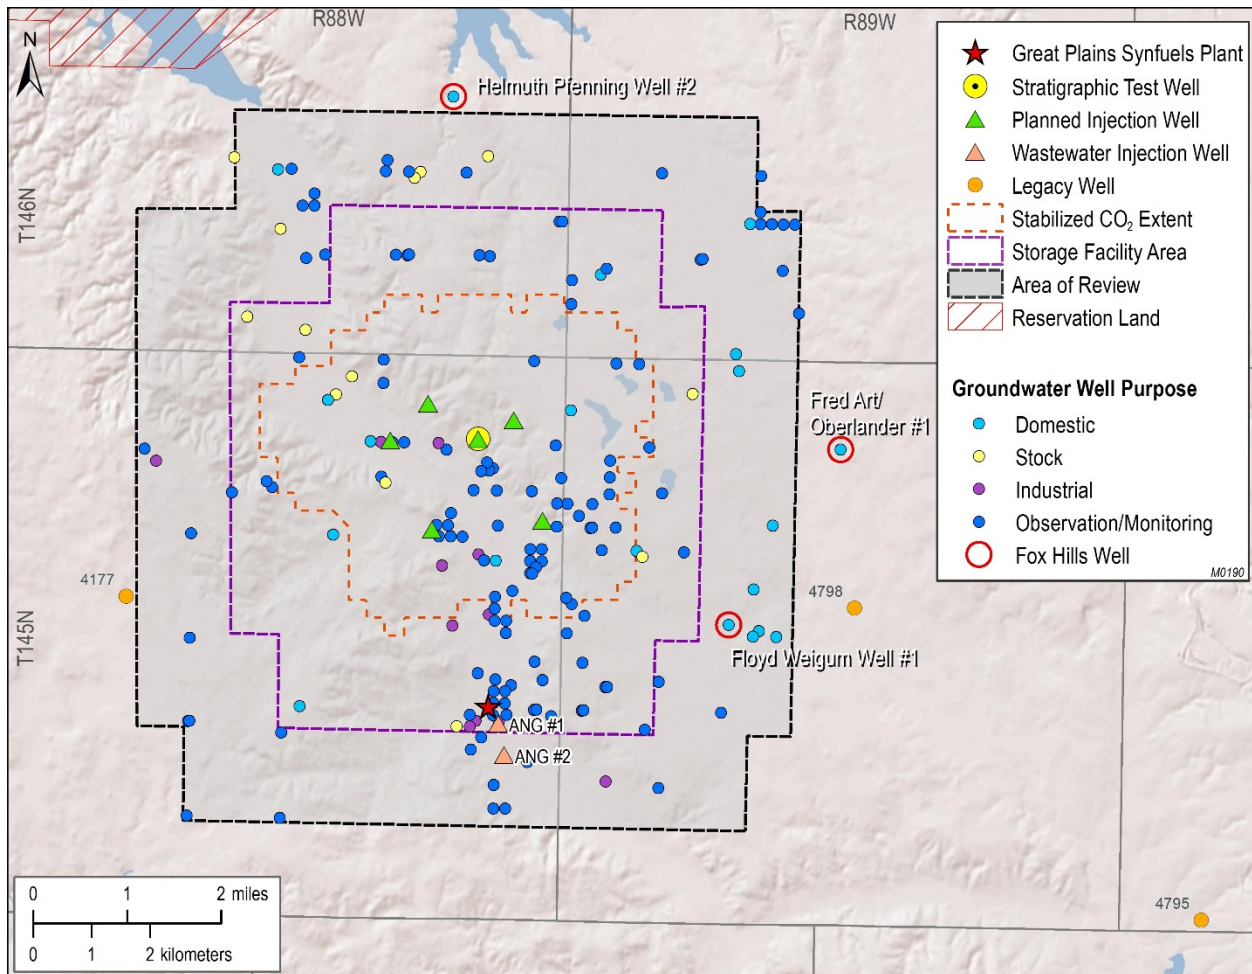 R88W
R89W
N
Helmuth Pfenning Well #2
T146N
Fred Art/
Oberlander #1
4177
4798
T145N
Floyd Weigum Well #1
ANG #1
ANG #2
4795
0 1 2 miles
0 1 2 kilometers
Great Plains Synfuels Plant
Stratigraphic Test Well
Planned Injection Well
Wastewater Injection Well
Legacy Well
Stabilized CO₂ Extent
Storage Facility Area
Area of Review
Reservation Land
Groundwater Well Purpose
Domestic
Stock
Industrial
Observation/Monitoring
Fox Hills Well
M0190